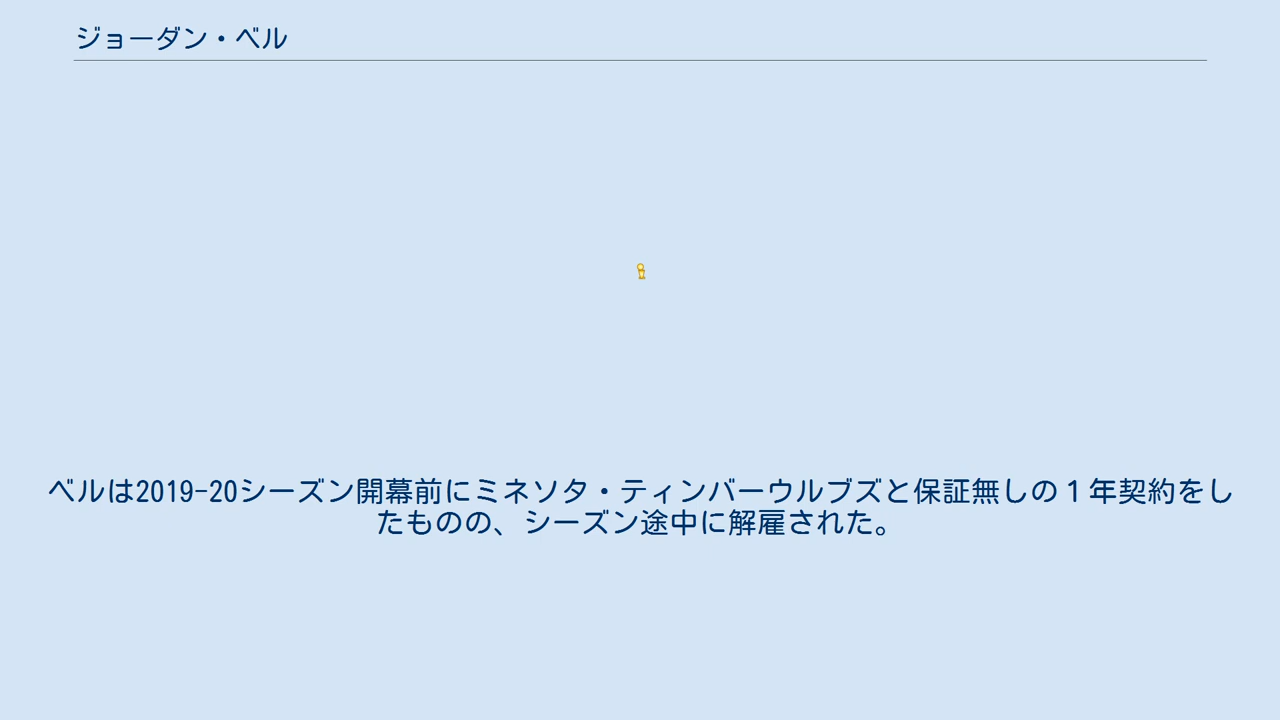 ジョーダン・ベル
ベルは2019-20シーズン開幕前にミネソタ・ティンバーウルブズと保証無しの１年契約をし
たものの、シーズン途中に解雇された。